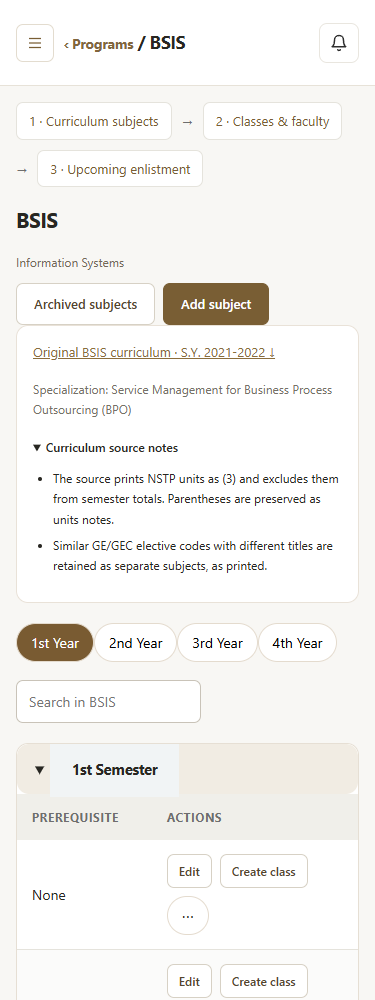 ‹ Programs / BSIS
1 · Curriculum subjects → 2 · Classes & faculty
→ 3 · Upcoming enlistment
BSIS
Information Systems
Archived subjects Add subject
Original BSIS curriculum · S.Y. 2021-2022 ↓
Specialization: Service Management for Business Process
Outsourcing (BPO)
▼ Curriculum source notes
• The source prints NSTP units as (3) and excludes them
from semester totals. Parentheses are preserved as
units notes.
• Similar GE/GEC elective codes with different titles are
retained as separate subjects, as printed.
1st Year 2nd Year 3rd Year 4th Year
Search in BSIS
▼ 1st Semester
PREREQUISITE ACTIONS
Edit Create class
None
...
Edit Create class